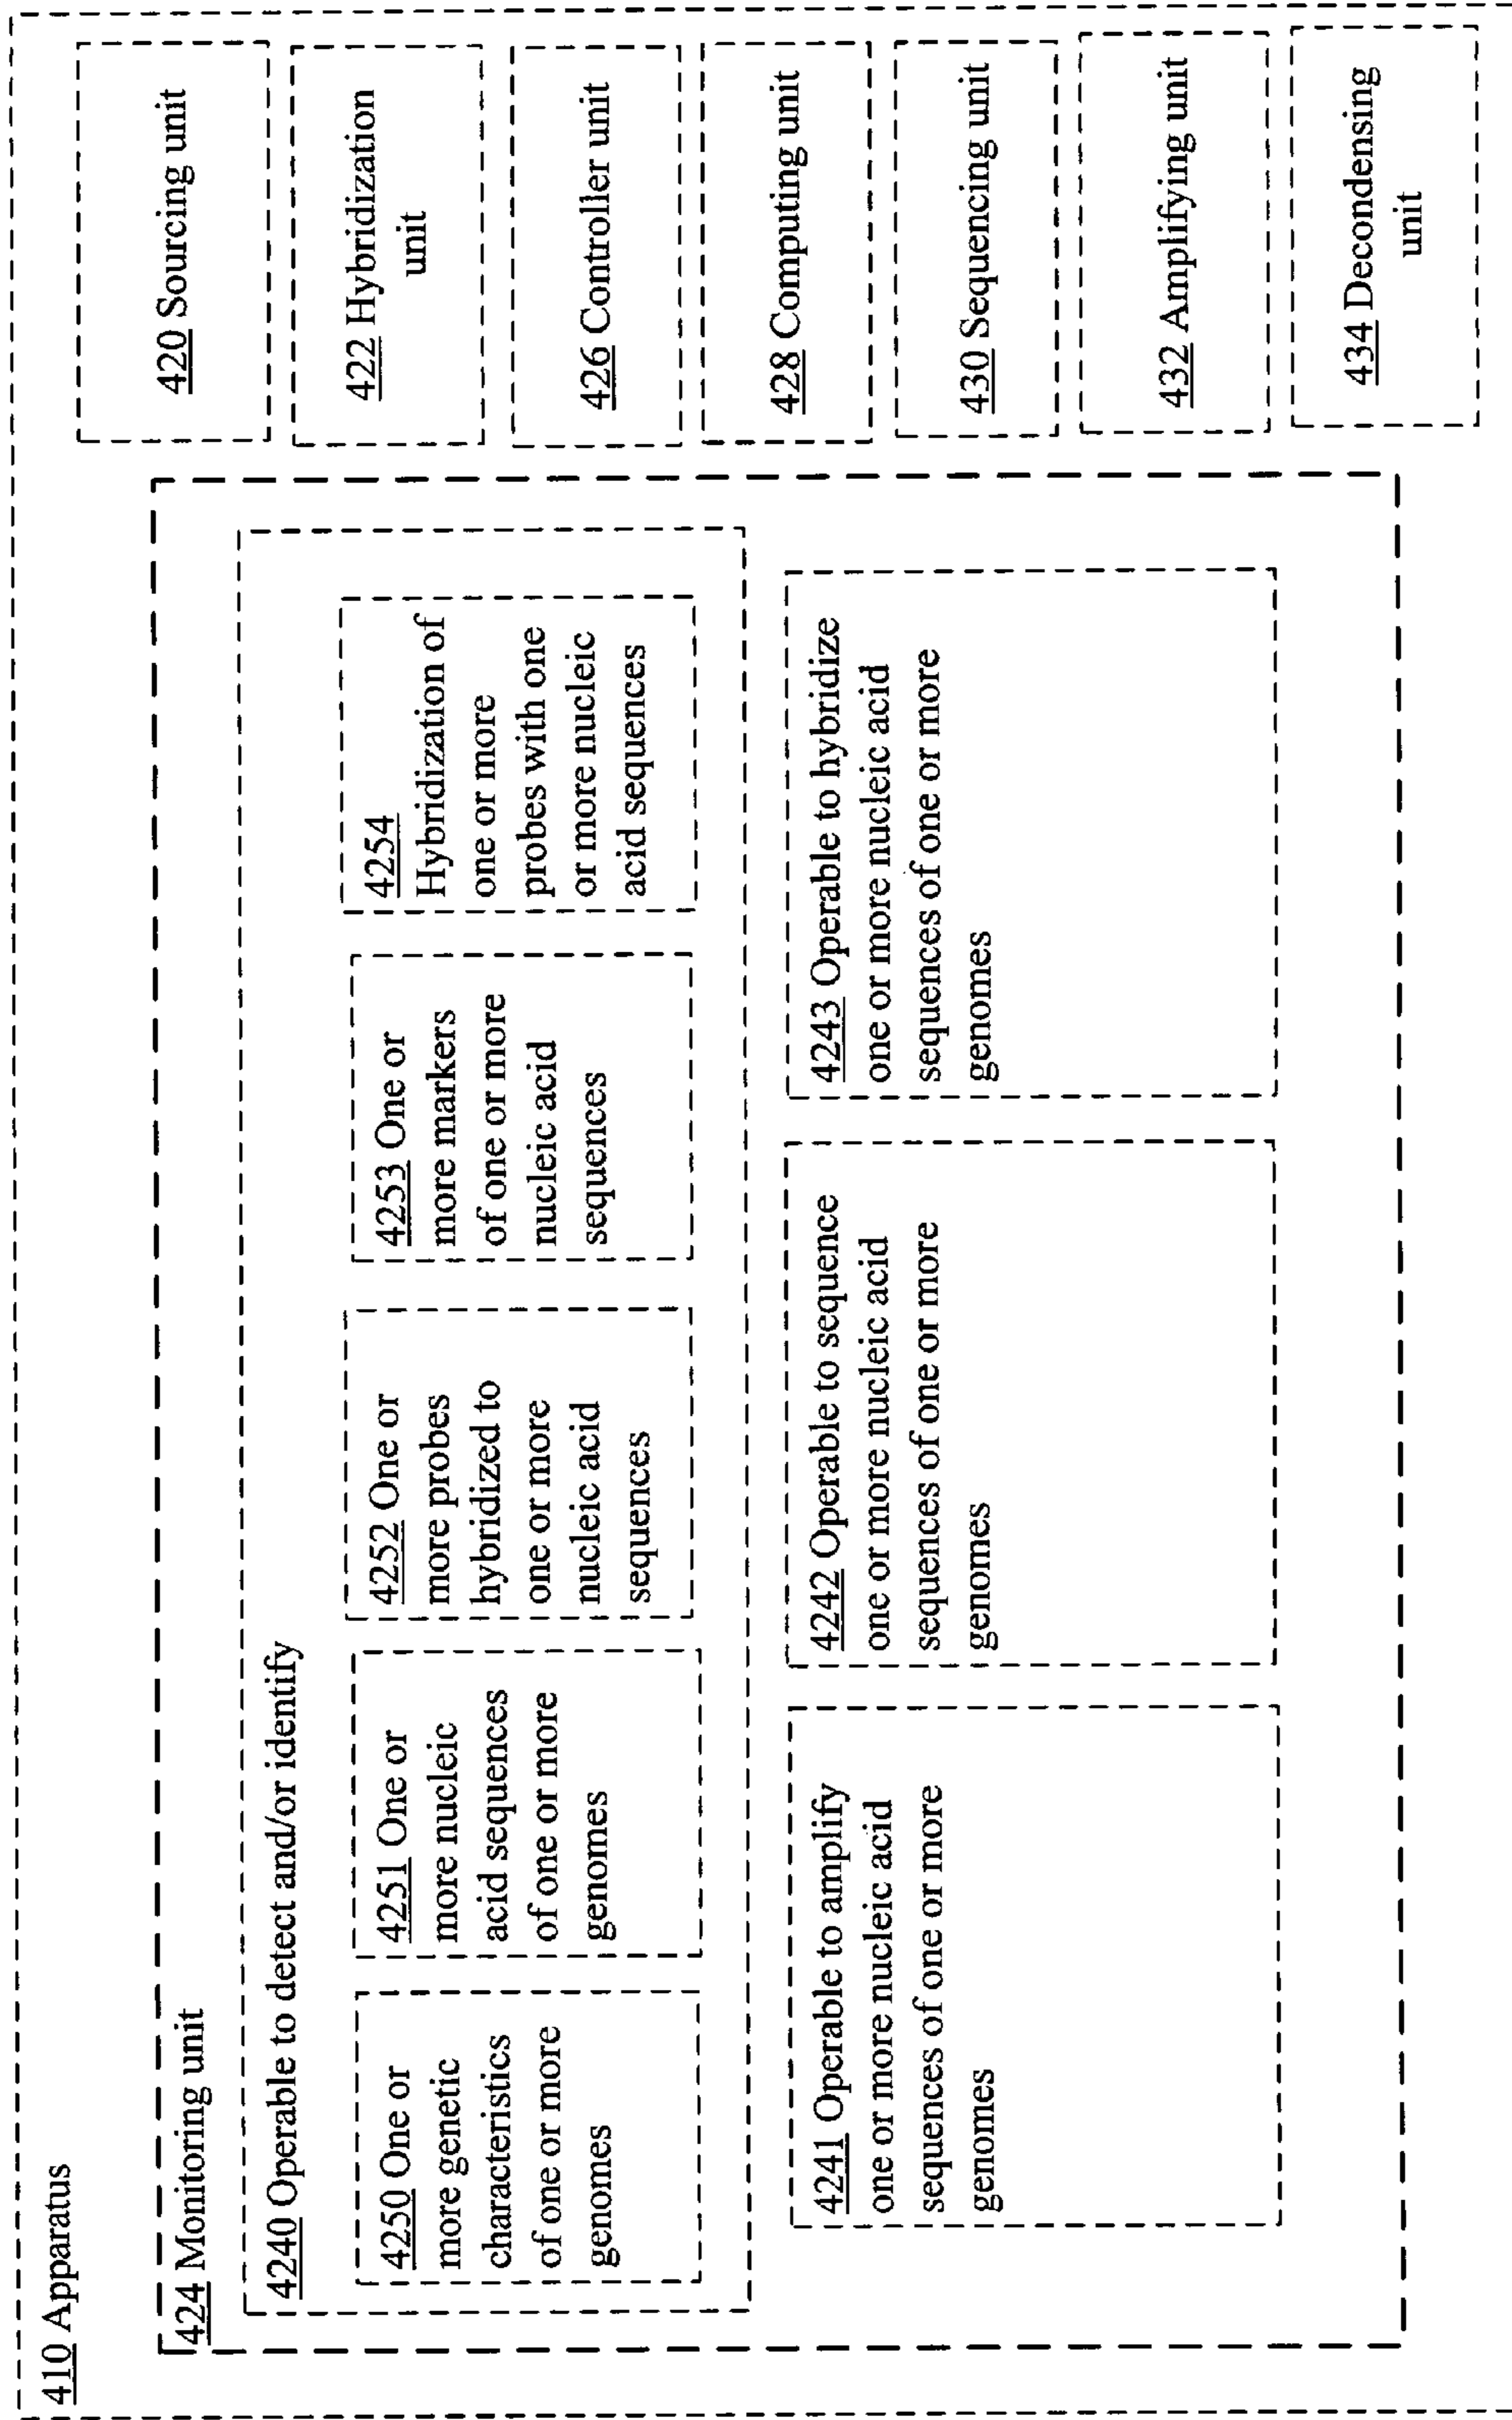 410 Apparatus
424 Monitoring unit
4240 Operable to detect and/or identify
4250 One or
more genetic
characteristics
of one or more
genomes
4251 One or
more nucleic
acid sequences
of one or more
genomes
4252 One or
more probes
hybridized to
one or more
nucleic acid
sequences
4253 One or
more markers
of one or more
nucleic acid
sequences
4254
Hybridization of
one or more
probes with one
or more nucleic
acid sequences
4241 Operable to amplify
one or more nucleic acid
sequences of one or more
genomes
4242 Operable to sequence
one or more nucleic acid
sequences of one or more
genomes
4243 Operable to hybridize
one or more nucleic acid
sequences of one or more
genomes
420 Sourcing unit
422 Hybridization
unit
426 Controller unit
428 Computing unit
430 Sequencing unit
432 Amplifying unit
434 Decondensing
unit